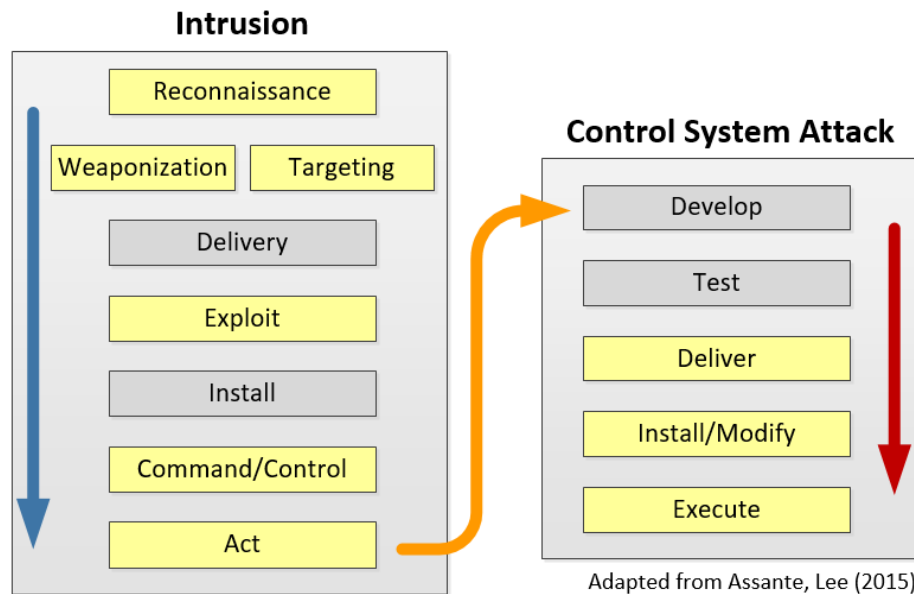 Intrusion
Reconnaissance
Weaponization
Targeting
Delivery
Exploit
Install
Command/Control
Act
Control System Attack
Develop
Test
Deliver
Install/Modify
Execute
Adapted from Assante, Lee (2015)